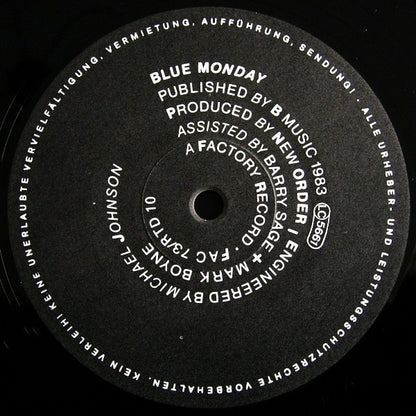 BLUE MONDAY
PUBLISHED BY B MUSIC 1983
LC 5661
PRODUCED BY NEW ORDER | ENGINEERED BY MICHAEL JOHNSON
ASSISTED BY BARRY SAGE + MARK BOYNE
A FACTORY RECORD · FAC 73/RTD 10
· ALLE URHEBER- UND LEISTUNGSSCHUTZRECHTE VORBEHALTEN. KEIN VERLEIH! KEINE UNERLAUBTE VERVIELFÄLTIGUNG, VERMIETUNG, AUFFÜHRUNG, SENDUNG!